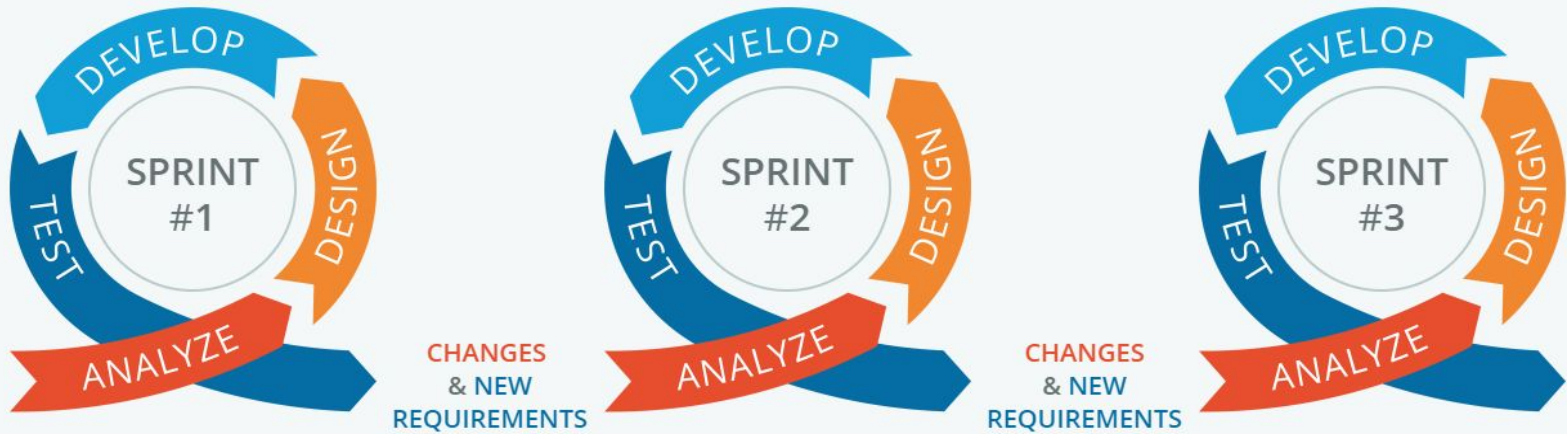 DEVELOP
DESIGN
SPRINT
#1
TEST
ANALYZE
CHANGES
& NEW
REQUIREMENTS
DEVELOP
DESIGN
SPRINT
#2
TEST
ANALYZE
CHANGES
& NEW
REQUIREMENTS
DEVELOP
DESIGN
SPRINT
#3
TEST
ANALYZE